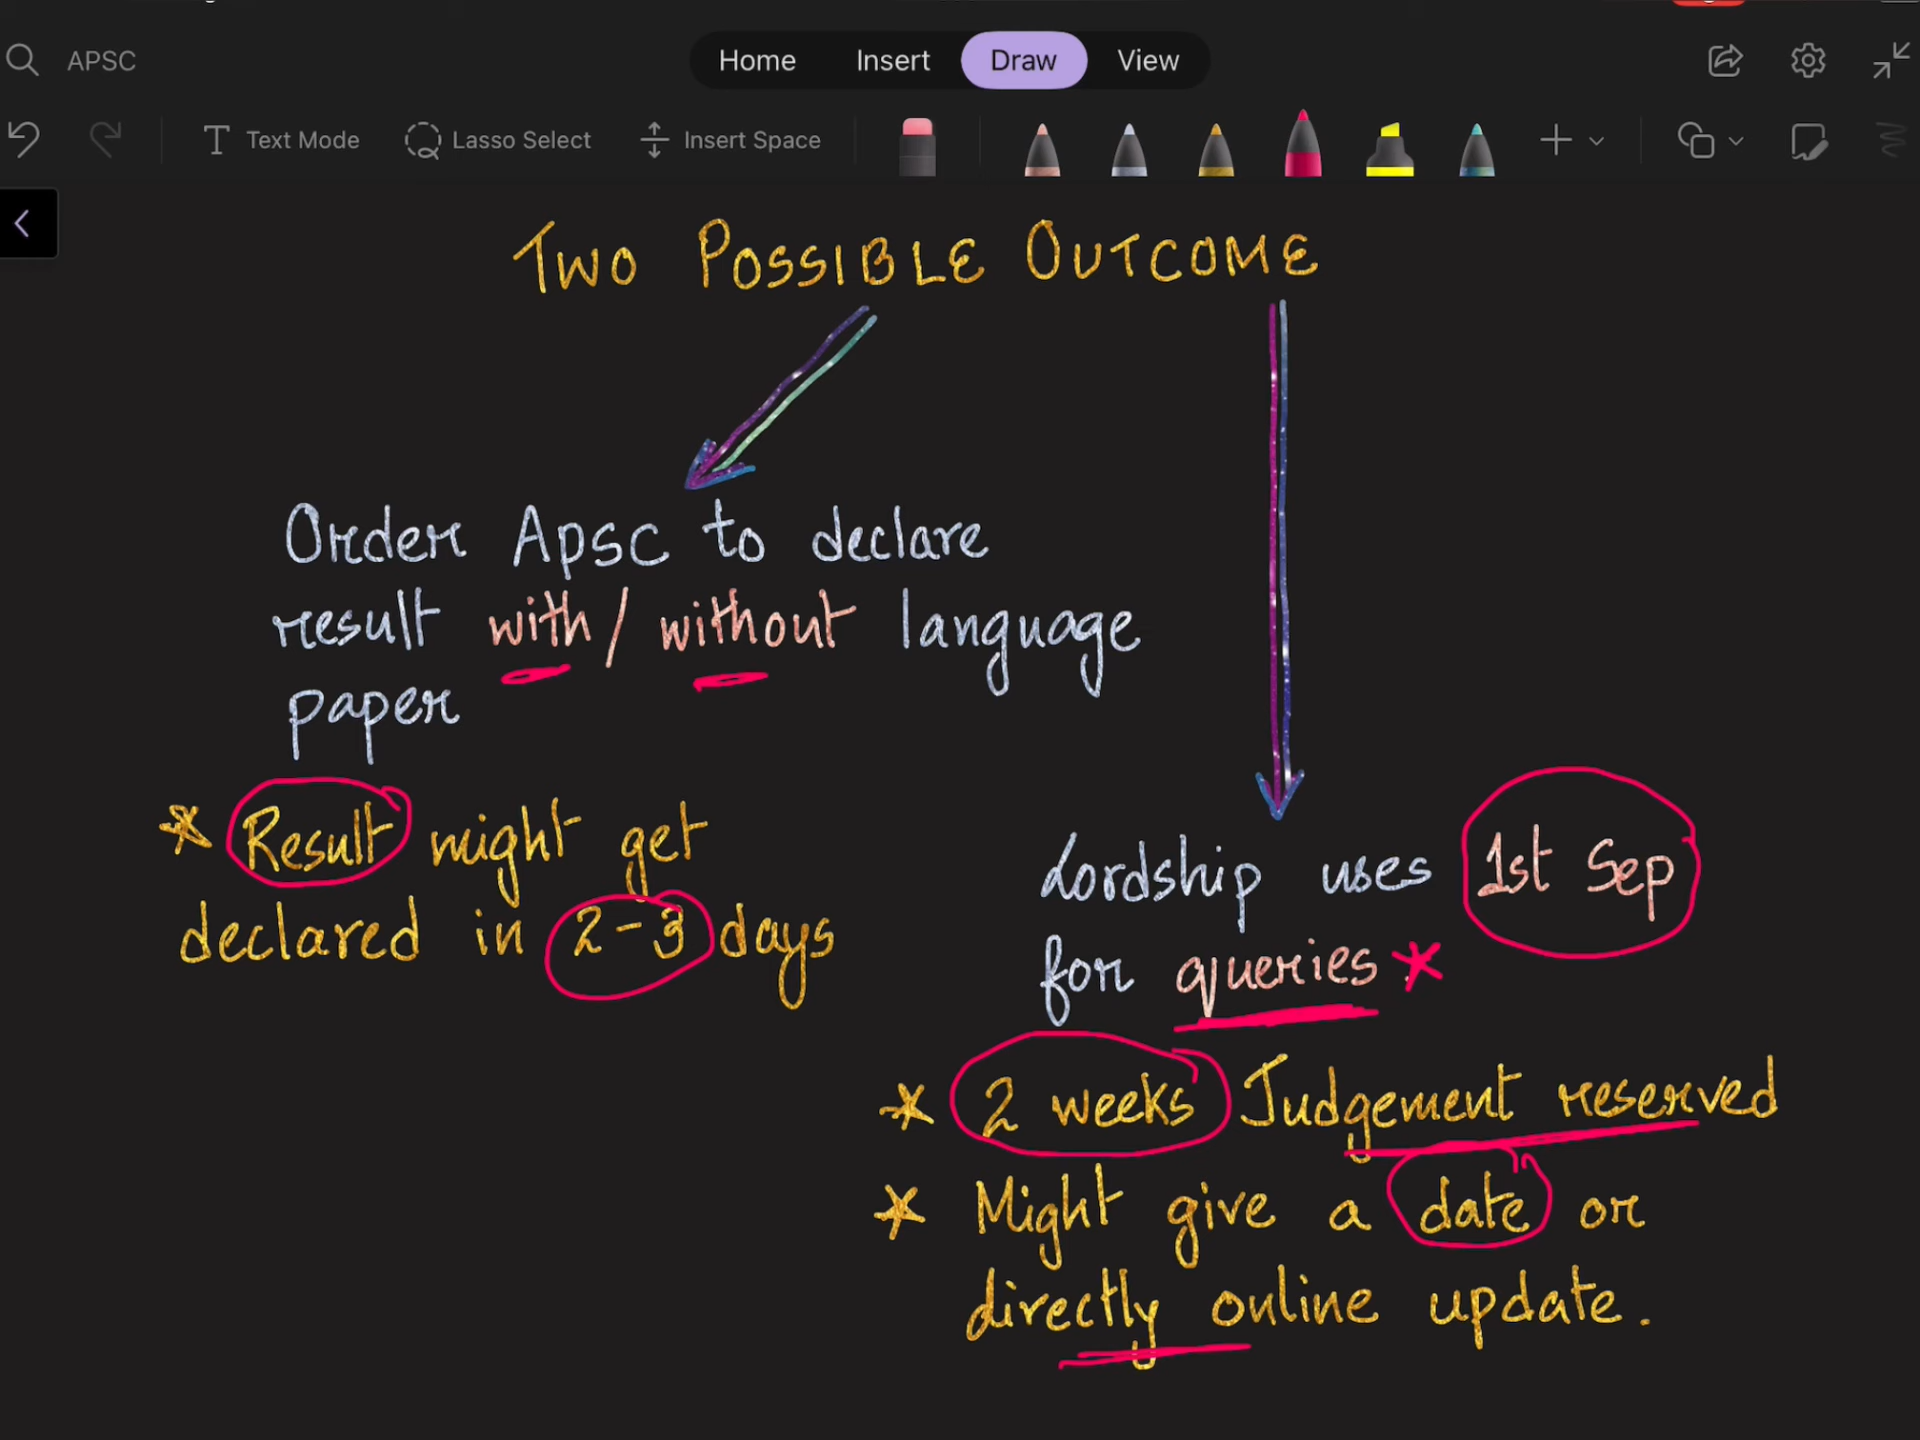 APSC
Home Insert Draw View
Text Mode Lasso Select Insert Space
TWO POSSIBLE OUTCOME
Order APSC to declare
result with / without language
paper
* Result might get
declared in 2-3 days
Lordship uses 1st Sep
for queries *
* 2 weeks Judgement reserved
* Might give a date or
directly online update.